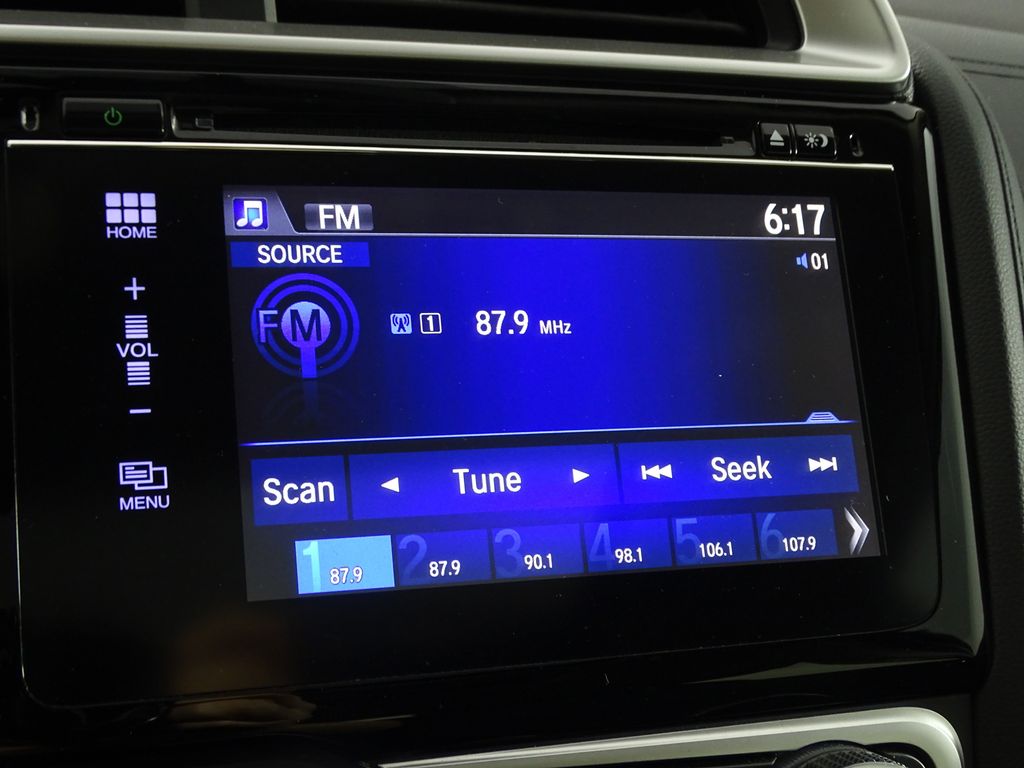 HOME
+
VOL
−
MENU
FM
6:17
SOURCE
01
FM
1 87.9 MHz
Scan
Tune
Seek
1 87.9
2 87.9
3 90.1
4 98.1
5 106.1
6 107.9